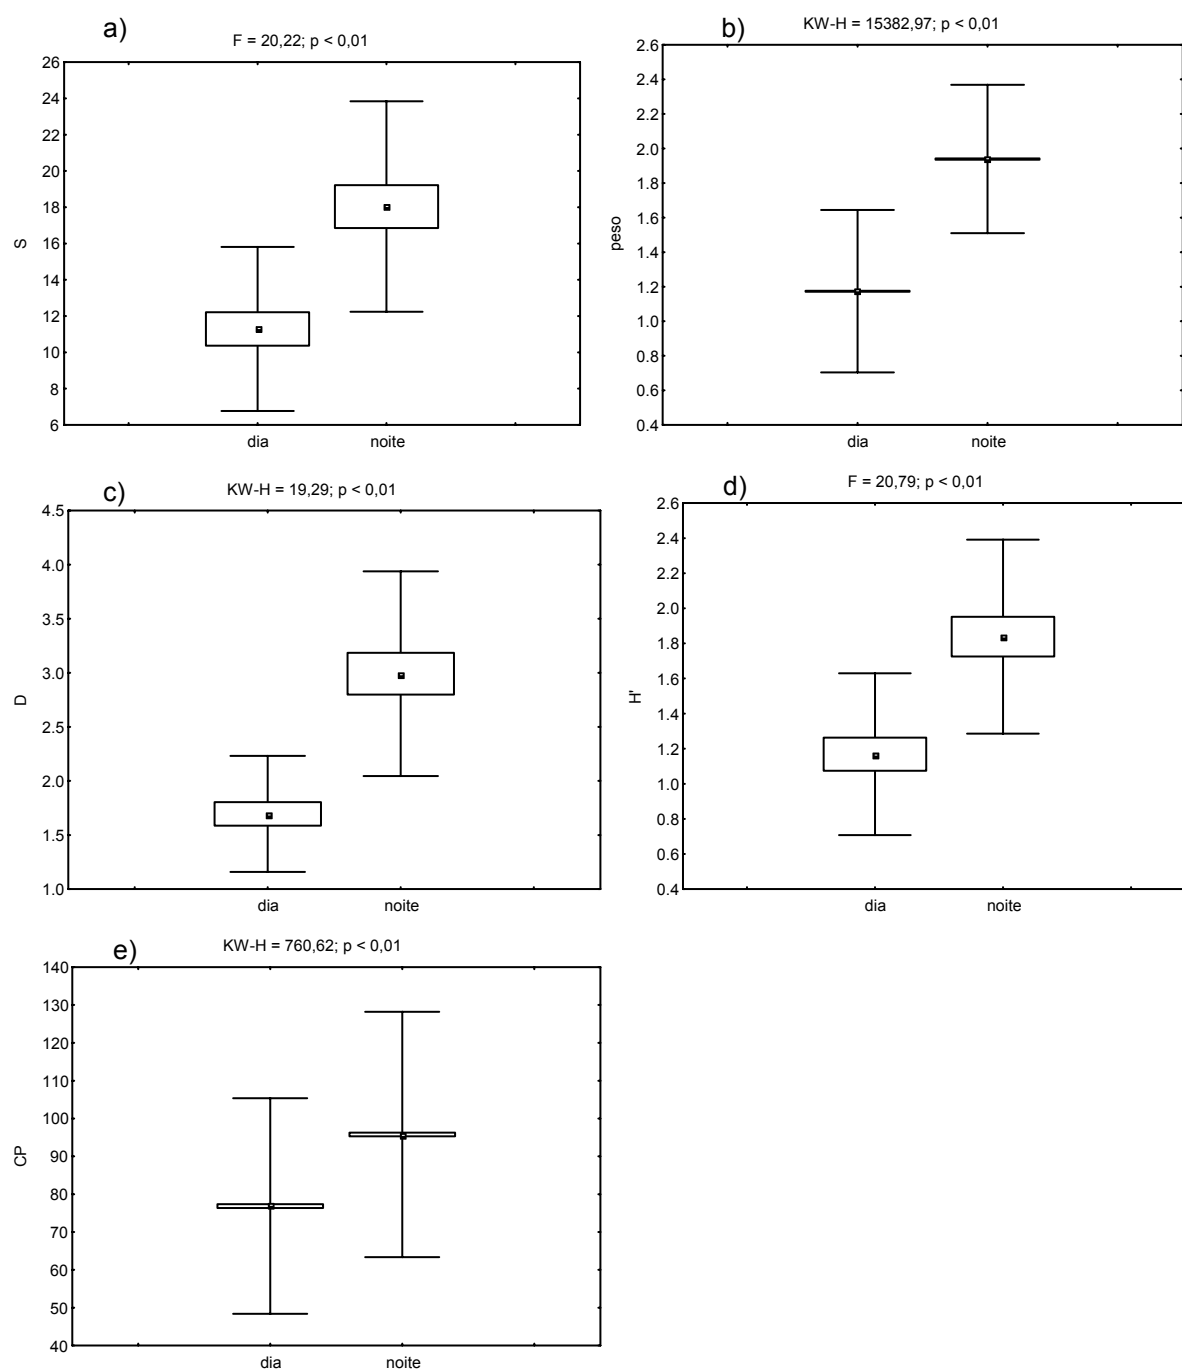 a)
F = 20,22; p < 0,01
26
24
22
20
18
16
14
12
10
8
6
S
dia noite
b)
KW-H = 15382,97; p < 0,01
2.6
2.4
2.2
2.0
1.8
1.6
1.4
1.2
1.0
0.8
0.6
0.4
peso
dia noite
c)
KW-H = 19,29; p < 0,01
4.5
4.0
3.5
3.0
2.5
2.0
1.5
1.0
D
dia noite
d)
F = 20,79; p < 0,01
2.6
2.4
2.2
2.0
1.8
1.6
1.4
1.2
1.0
0.8
0.6
0.4
H'
dia noite
e)
KW-H = 760,62; p < 0,01
140
130
120
110
100
90
80
70
60
50
40
CP
dia noite